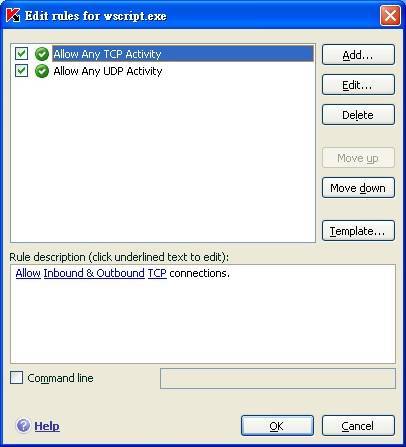 Edit rules for wscript.exe
Allow Any TCP Activity
Allow Any UDP Activity
Add...
Edit...
Delete
Move up
Move down
Template...
Rule description (click underlined text to edit):
Allow Inbound & Outbound TCP connections.
Command line
Help
OK
Cancel